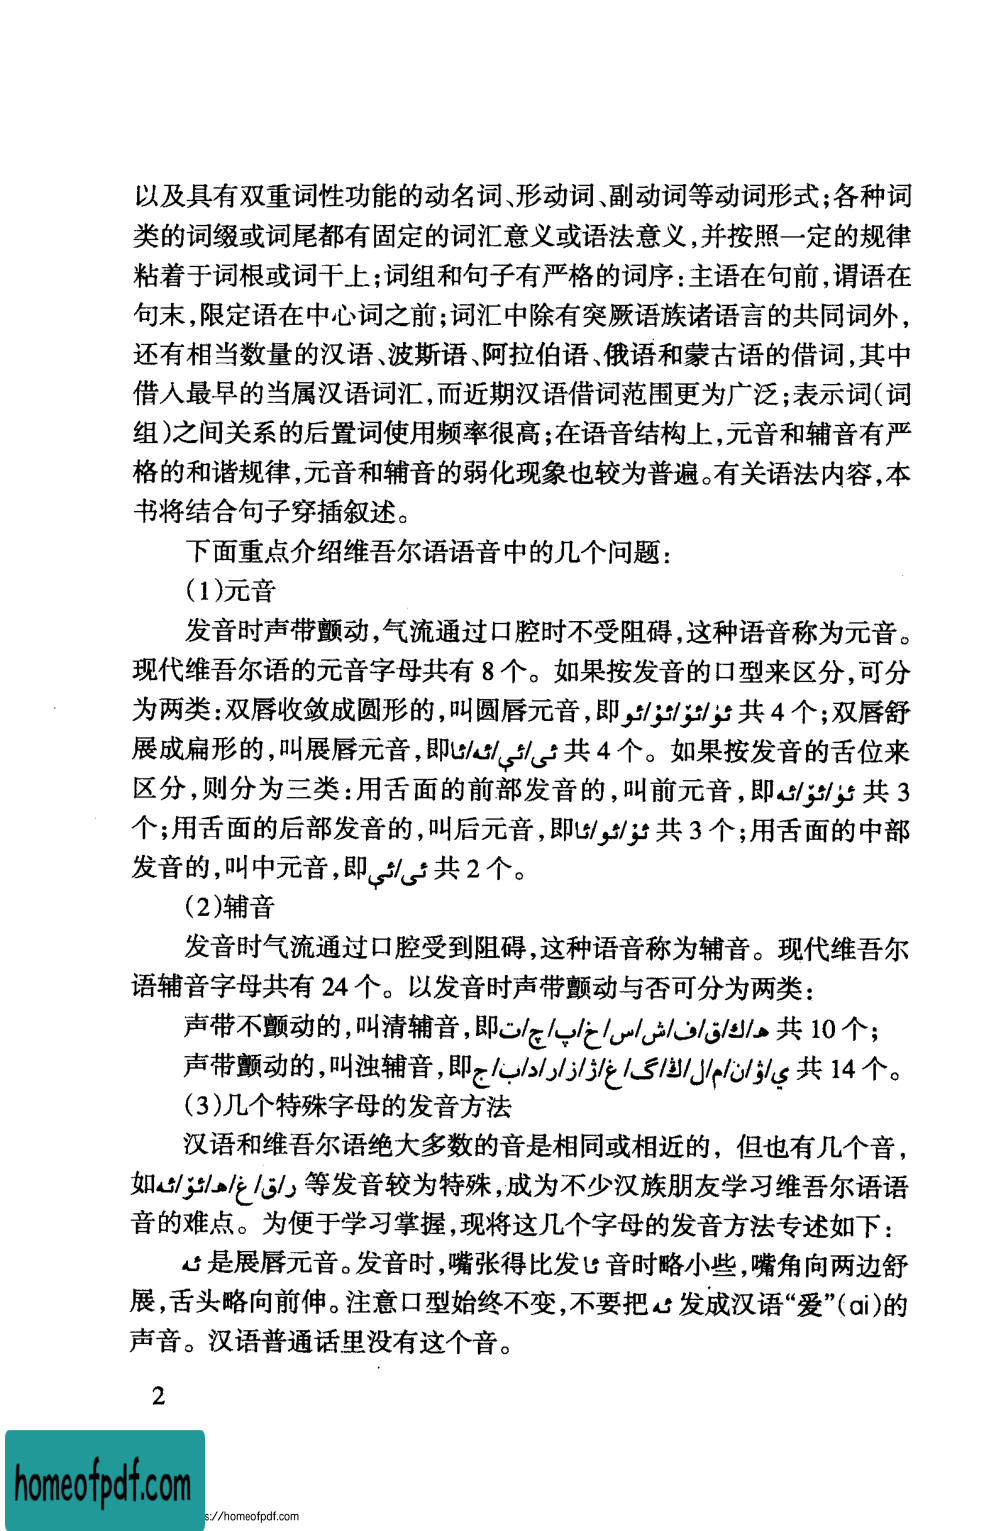 以及具有双重词性功能的动名词、形动词、副动词等动词形式;各种词
类的词缀或词尾都有固定的词汇意义或语法意义,并按照一定的规律
粘着于词根或词干上;词组和句子有严格的词序:主语在句前,谓语在
句末,限定语在中心词之前;词汇中除有突厥语族诸语言的共同词外,
还有相当数量的汉语、波斯语、阿拉伯语、俄语和蒙古语的借词,其中
借入最早的当属汉语词汇,而近期汉语借词范围更为广泛;表示词(词
组)之间关系的后置词使用频率很高;在语音结构上,元音和辅音有严
格的和谐规律,元音和辅音的弱化现象也较为普遍。有关语法内容,本
书将结合句子穿插叙述。
下面重点介绍维吾尔语语音中的几个问题:
(1)元音
发音时声带颤动,气流通过口腔时不受阻碍,这种语音称为元音。
现代维吾尔语的元音字母共有 8 个。如果按发音的口型来区分,可分
为两类:双唇收敛成圆形的,叫圆唇元音,即 ئۈ/ئۆ/ئۇ/ئو 共 4 个;双唇舒
展成扁形的,叫展唇元音,即 ئى/ئې/ئە/ئا 共 4 个。如果按发音的舌位来
区分,则分为三类:用舌面的前部发音的,叫前元音,即 ئۈ/ئۆ/ئە 共 3
个;用舌面的后部发音的,叫后元音,即 ئۇ/ئو/ئا 共 3 个;用舌面的中部
发音的,叫中元音,即 ئى/ئې 共 2 个。
(2)辅音
发音时气流通过口腔受到阻碍,这种语音称为辅音。现代维吾尔
语辅音字母共有 24 个。以发音时声带颤动与否可分为两类:
声带不颤动的,叫清辅音,即 ھ/ك/ق/ف/ش/س/خ/پ/چ/ت 共 10 个;
声带颤动的,叫浊辅音,即 ي/ۋ/ن/م/ل/ڭ/گ/غ/ژ/ز/ر/د/ب/ج 共 14 个。
(3)几个特殊字母的发音方法
汉语和维吾尔语绝大多数的音是相同或相近的,但也有几个音,
如 ر/ق/غ/ھ/ئۆ/ئە 等发音较为特殊,成为不少汉族朋友学习维吾尔语语
音的难点。为便于学习掌握,现将这几个字母的发音方法专述如下:
ئە 是展唇元音。发音时,嘴张得比发 ئا 音时略小些,嘴角向两边舒
展,舌头略向前伸。注意口型始终不变,不要把 ئە 发成汉语“爱”(ai)的
声音。汉语普通话里没有这个音。
2
homeofpdf.com
s://homeofpdf.com